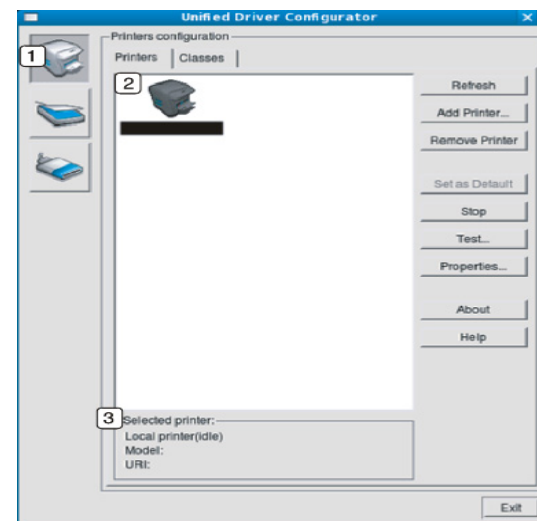 Unified Driver Configurator
Printers configuration
1
Printers Classes
2
Refresh
Add Printer...
Remove Printer
Set as Default
Stop
Test...
Properties...
About
Help
3
Selected printer:
Local printer(idle)
Model:
URI:
Exit